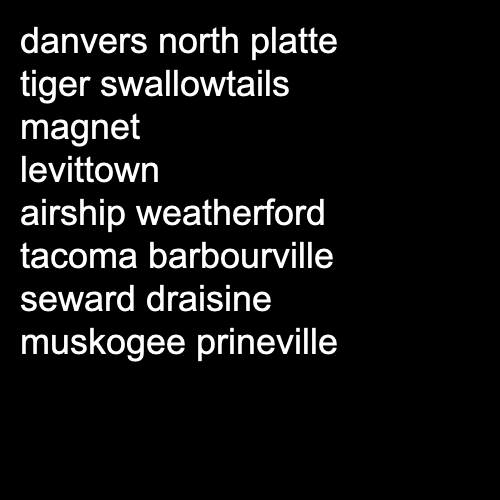 danvers north platte
tiger swallowtails
magnet
levittown
airship weatherford
tacoma barbourville
seward draisine
muskogee prineville